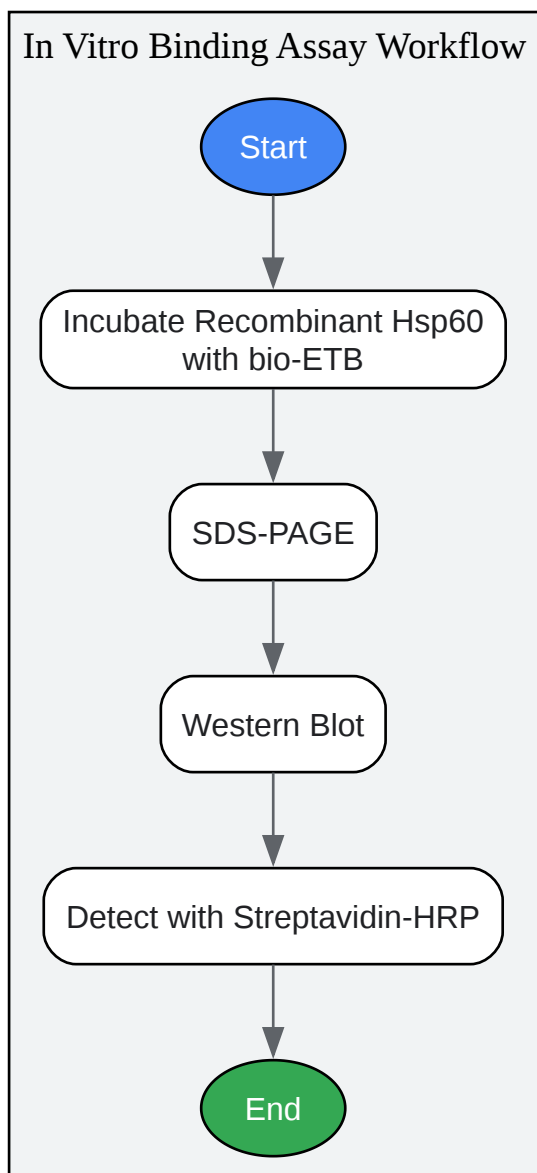 In Vitro Binding Assay Workflow
Start
Incubate Recombinant Hsp60
with bio-ETB
SDS-PAGE
Western Blot
Detect with Streptavidin-HRP
End